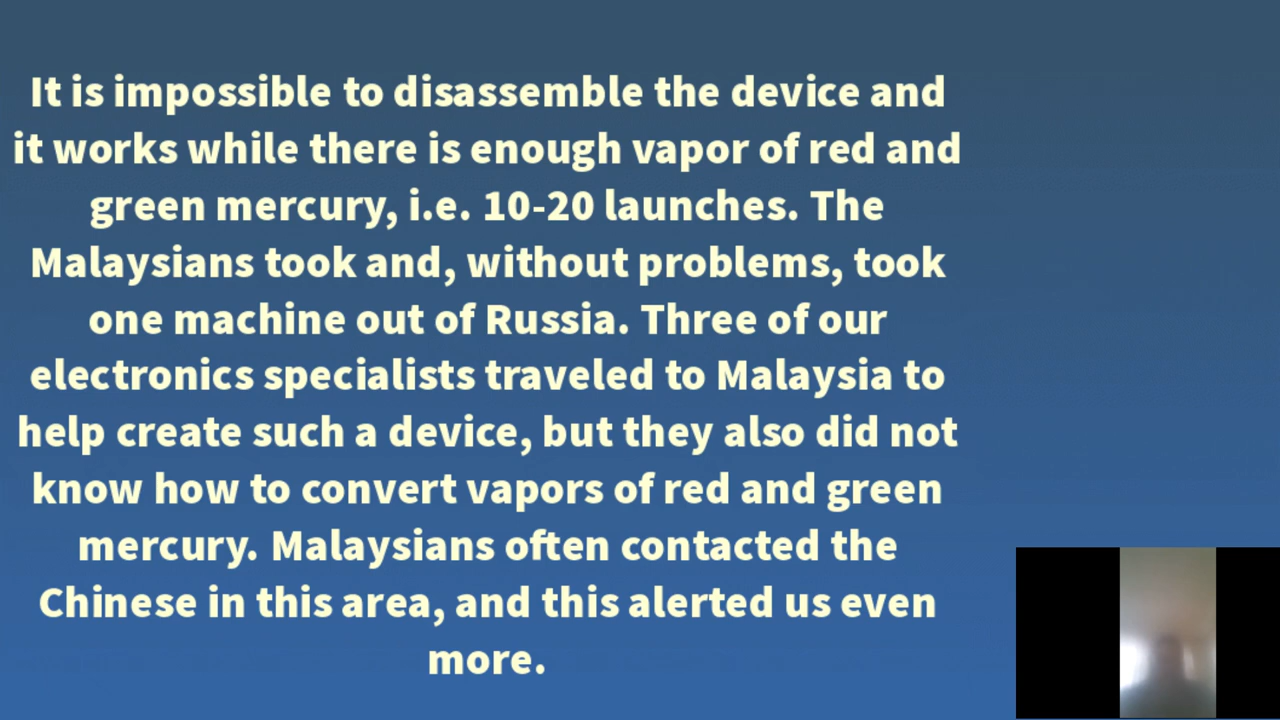 It is impossible to disassemble the device and
it works while there is enough vapor of red and
green mercury, i.e. 10-20 launches. The
Malaysians took and, without problems, took
one machine out of Russia. Three of our
electronics specialists traveled to Malaysia to
help create such a device, but they also did not
know how to convert vapors of red and green
mercury. Malaysians often contacted the
Chinese in this area, and this alerted us even
more.